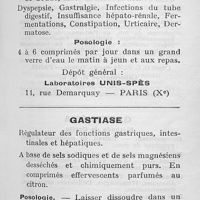 Dyspepsie, Gastralgie, Infections du tube
digestif, Insuffisance hépato-rénale, Fer-
mentations, Constipation, Urticaire, Der-
matose.
Posologie :
4 à 6 comprimés par jour dans un grand
verre d'eau le matin à jeun et aux repas.
Dépôt général :
Laboratoires UNIS-SPÈS
11, rue Demarquay — PARIS (Xe)
GASTIASE
Régulateur des fonctions gastriques, intes-
tinales et hépatiques.
A base de sels sodiques et de sels magnésiens
desséchés et chimiquement purs. En
comprimés effervescents parfumés au
citron.
Posologie. — Laisser dissoudre dans un